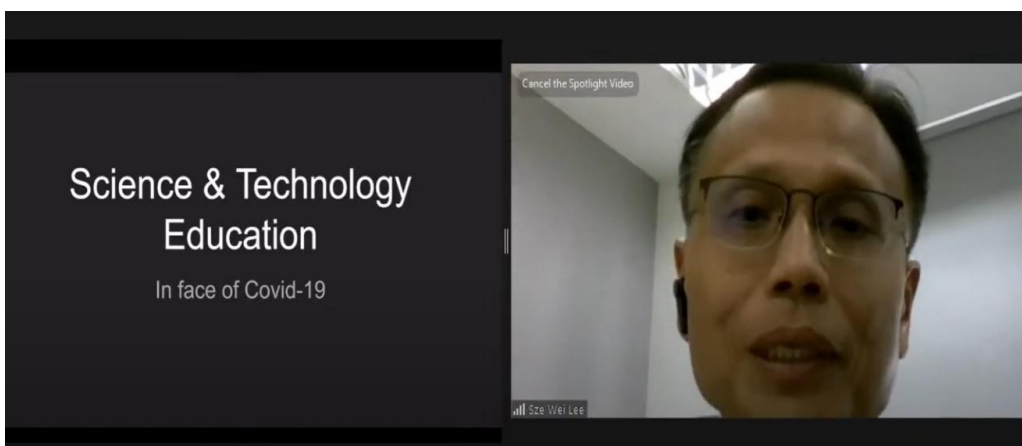 Science & Technology
Education
In face of Covid-19
Cancel the Spotlight Video
Sze Wei Lee